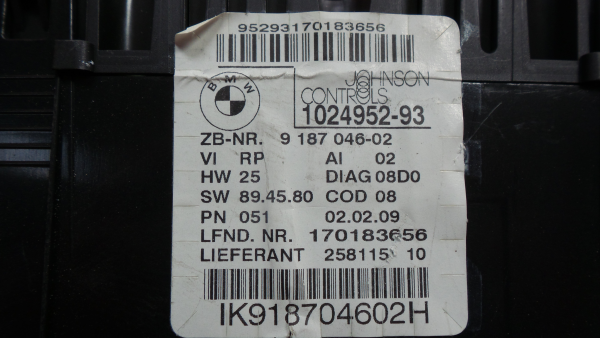 95293170183656
BMW
JOHNSON
CONTROLS
1024952-93
ZB-NR. 9 187 046-02
VI RP AI 02
HW 25 DIAG 08D0
SW 89.45.80 COD 08
PN 051 02.02.09
LFND. NR. 170183656
LIEFERANT 258115 10
IK918704602H